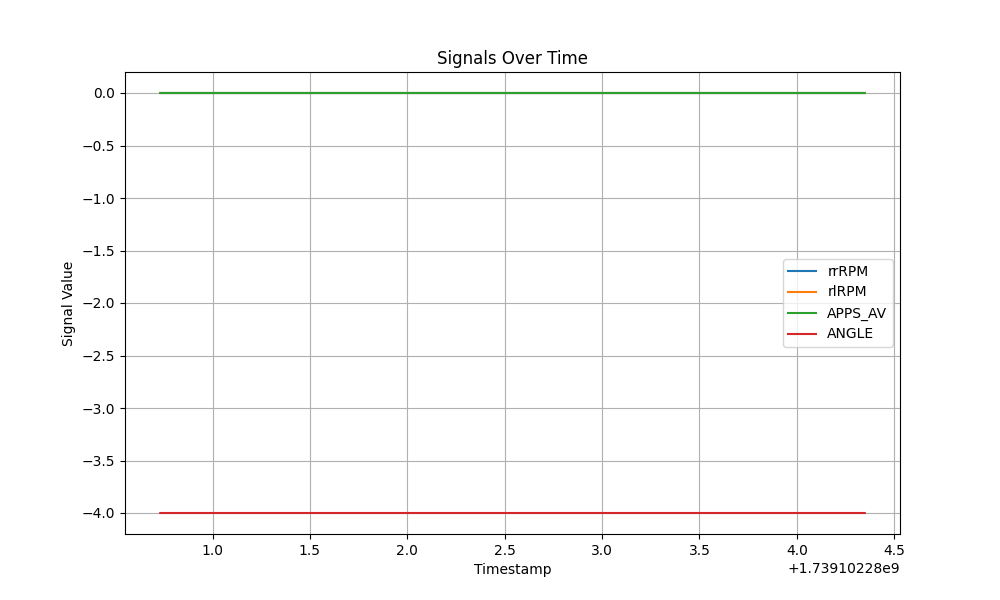 Signals Over Time
Signal Value
0.0
−0.5
−1.0
−1.5
−2.0
−2.5
−3.0
−3.5
−4.0
rrRPM
rlRPM
APPS_AV
ANGLE
1.0 1.5 2.0 2.5 3.0 3.5 4.0 4.5
Timestamp
+1.73910228e9